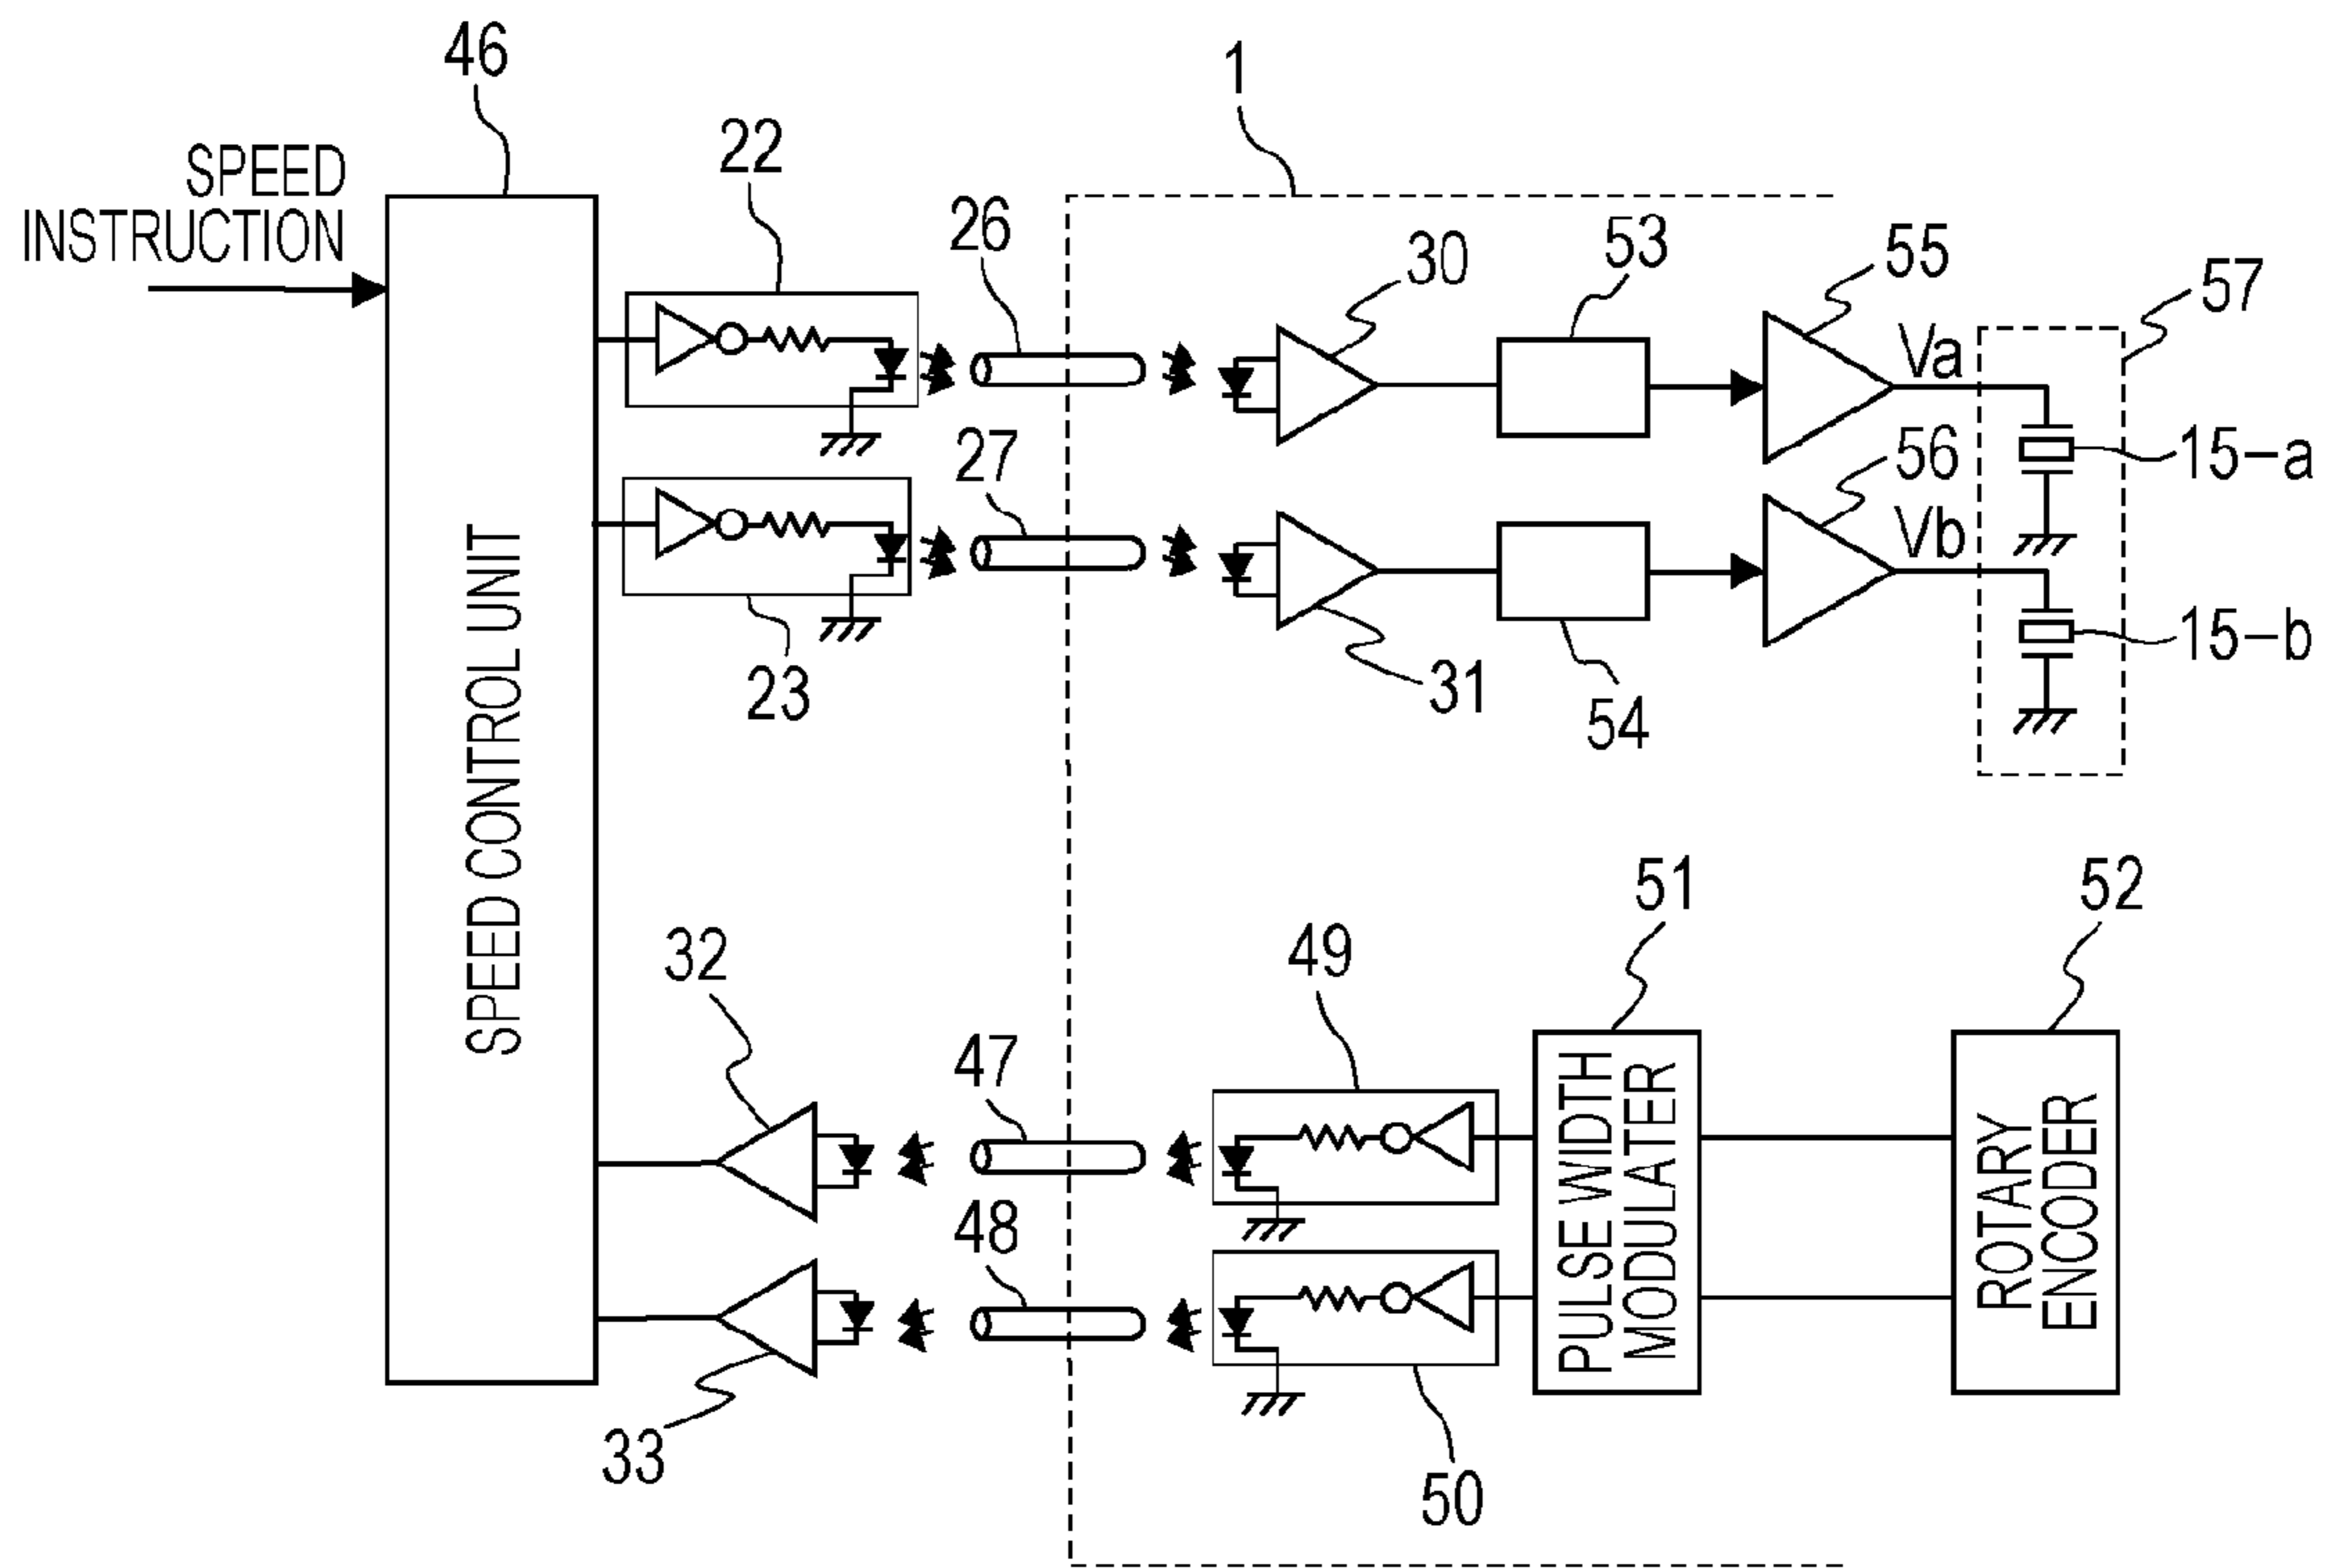 46
1
SPEED
INSTRUCTION
22
26
30
53
55
57
Va
15-a
27
56
Vb
15-b
23
31
54
SPEED CONTROL UNIT
32
47
49
51
52
48
PULSE WIDTH
MODULATER
ROTARY
ENCODER
33
50